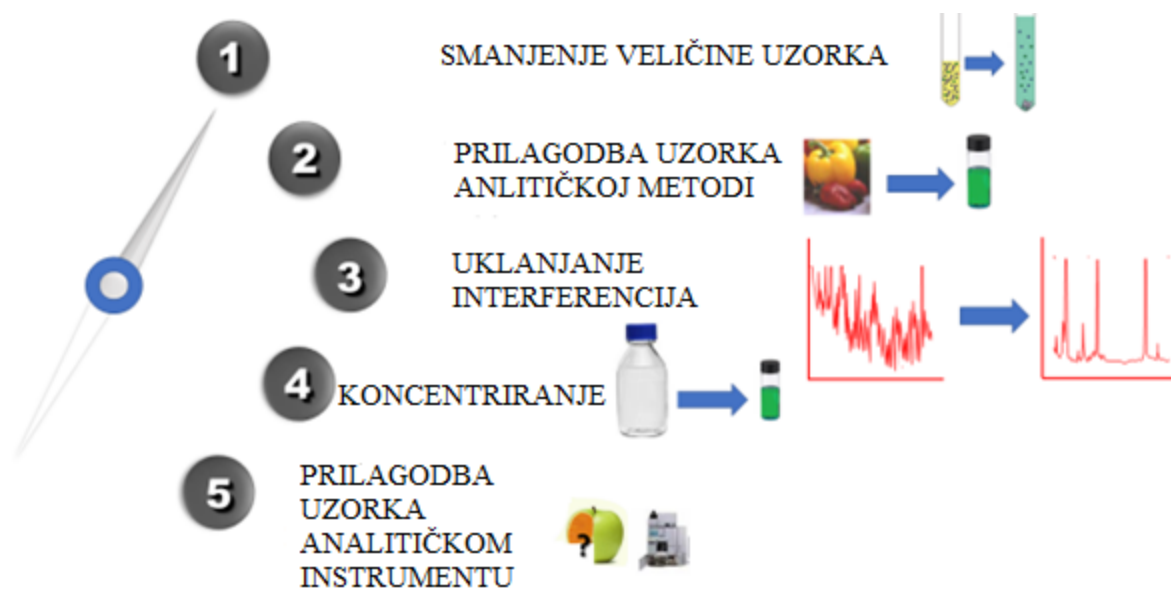 1
SMANJENJE VELIČINE UZORKA
2
PRILAGODBA UZORKA
ANLITIČKOJ METODI
3
UKLANJANJE
INTERFERENCIJA
4
KONCENTRIRANJE
5
PRILAGODBA
UZORKA
ANALITIČKOM
INSTRUMENTU
?